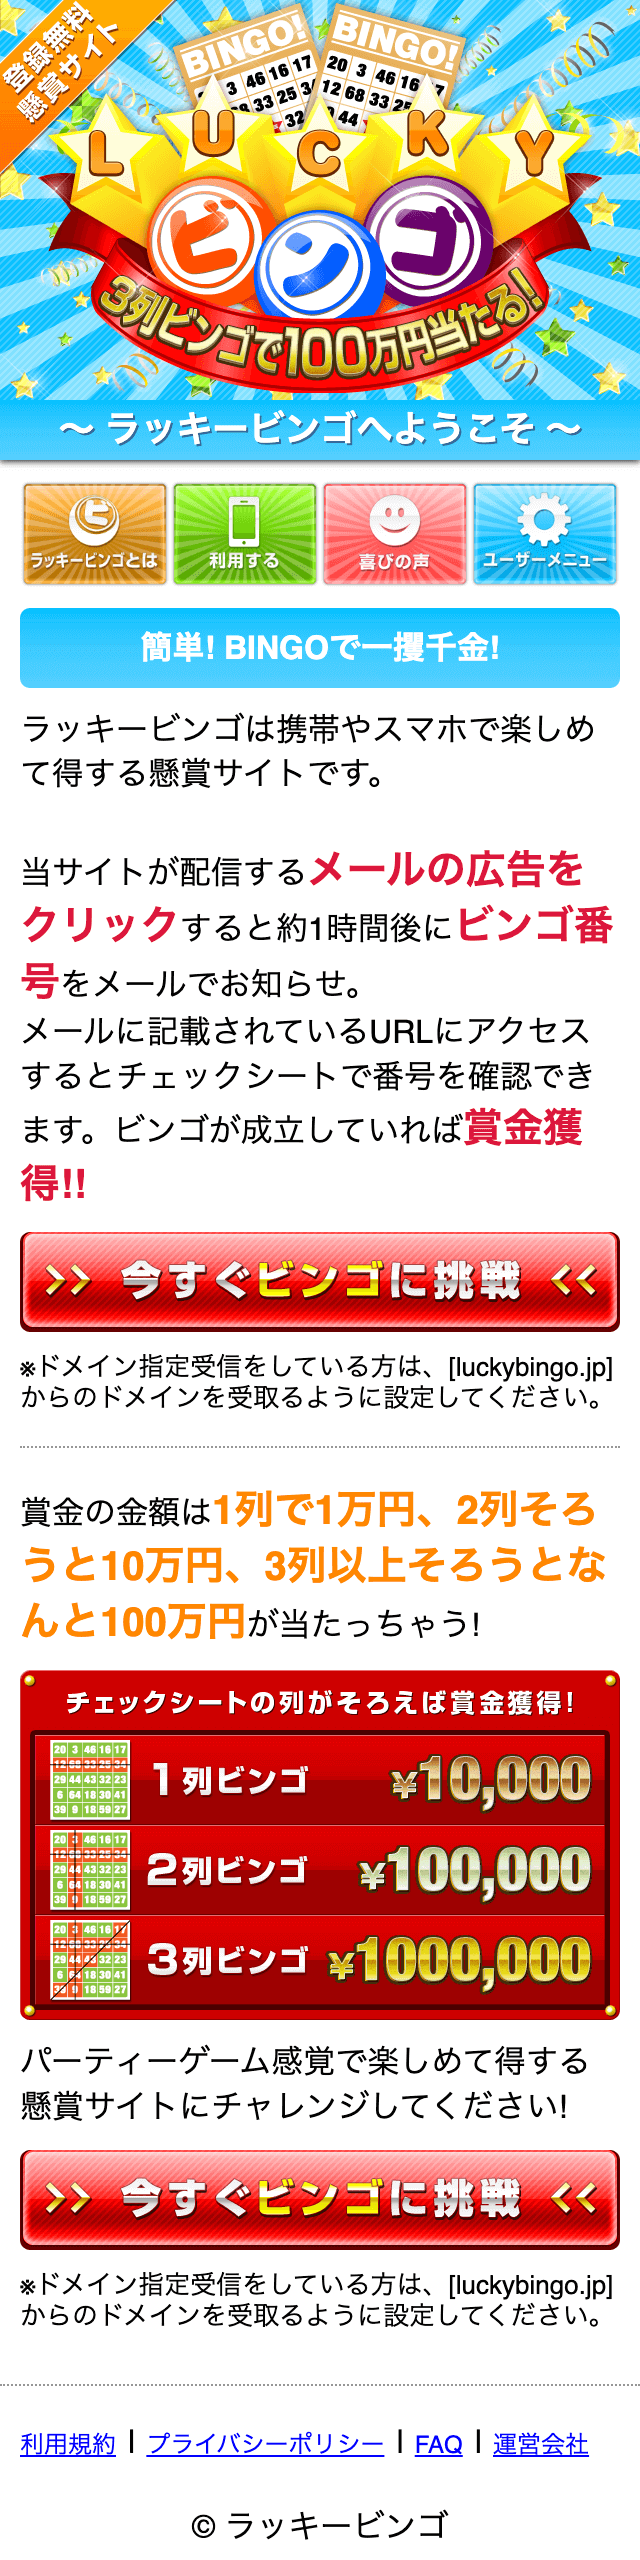 登録無料
懸賞サイト
BINGO!
BINGO!
LUCKY
ビンゴ
3列ビンゴで100万円当たる!
〜 ラッキービンゴへようこそ 〜
ラッキービンゴとは
利用する
喜びの声
ユーザーメニュー
簡単! BINGOで一攫千金!
ラッキービンゴは携帯やスマホで楽しめ
て得する懸賞サイトです。
当サイトが配信するメールの広告を
クリックすると約1時間後にビンゴ番
号をメールでお知らせ。
メールに記載されているURLにアクセス
するとチェックシートで番号を確認でき
ます。ビンゴが成立していれば賞金獲
得!!
>> 今すぐビンゴに挑戦 <<
※ドメイン指定受信をしている方は、[luckybingo.jp]
からのドメインを受取るように設定してください。
賞金の金額は1列で1万円、2列そろ
うと10万円、3列以上そろうとな
んと100万円が当たっちゃう!
チェックシートの列がそろえば賞金獲得!
1列ビンゴ ¥10,000
2列ビンゴ ¥100,000
3列ビンゴ ¥1000,000
パーティーゲーム感覚で楽しめて得する
懸賞サイトにチャレンジしてください!
>> 今すぐビンゴに挑戦 <<
※ドメイン指定受信をしている方は、[luckybingo.jp]
からのドメインを受取るように設定してください。
利用規約 | プライバシーポリシー | FAQ | 運営会社
© ラッキービンゴ